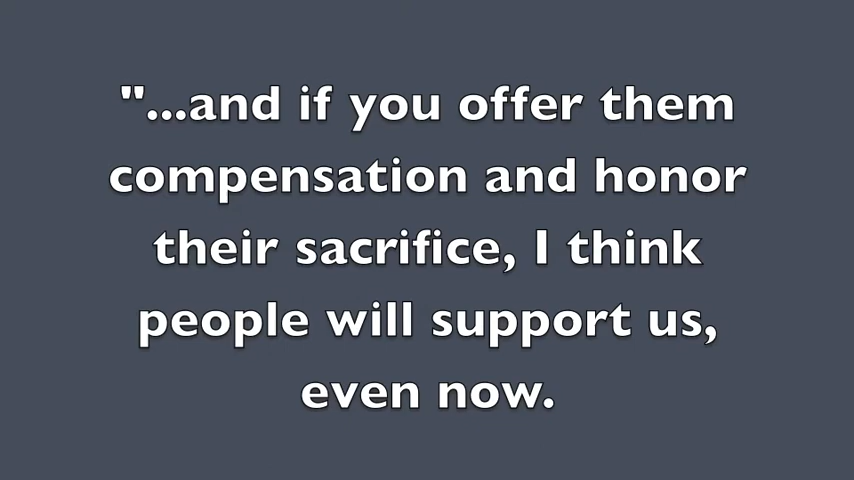 "...and if you offer them
compensation and honor
their sacrifice, I think
people will support us,
even now.